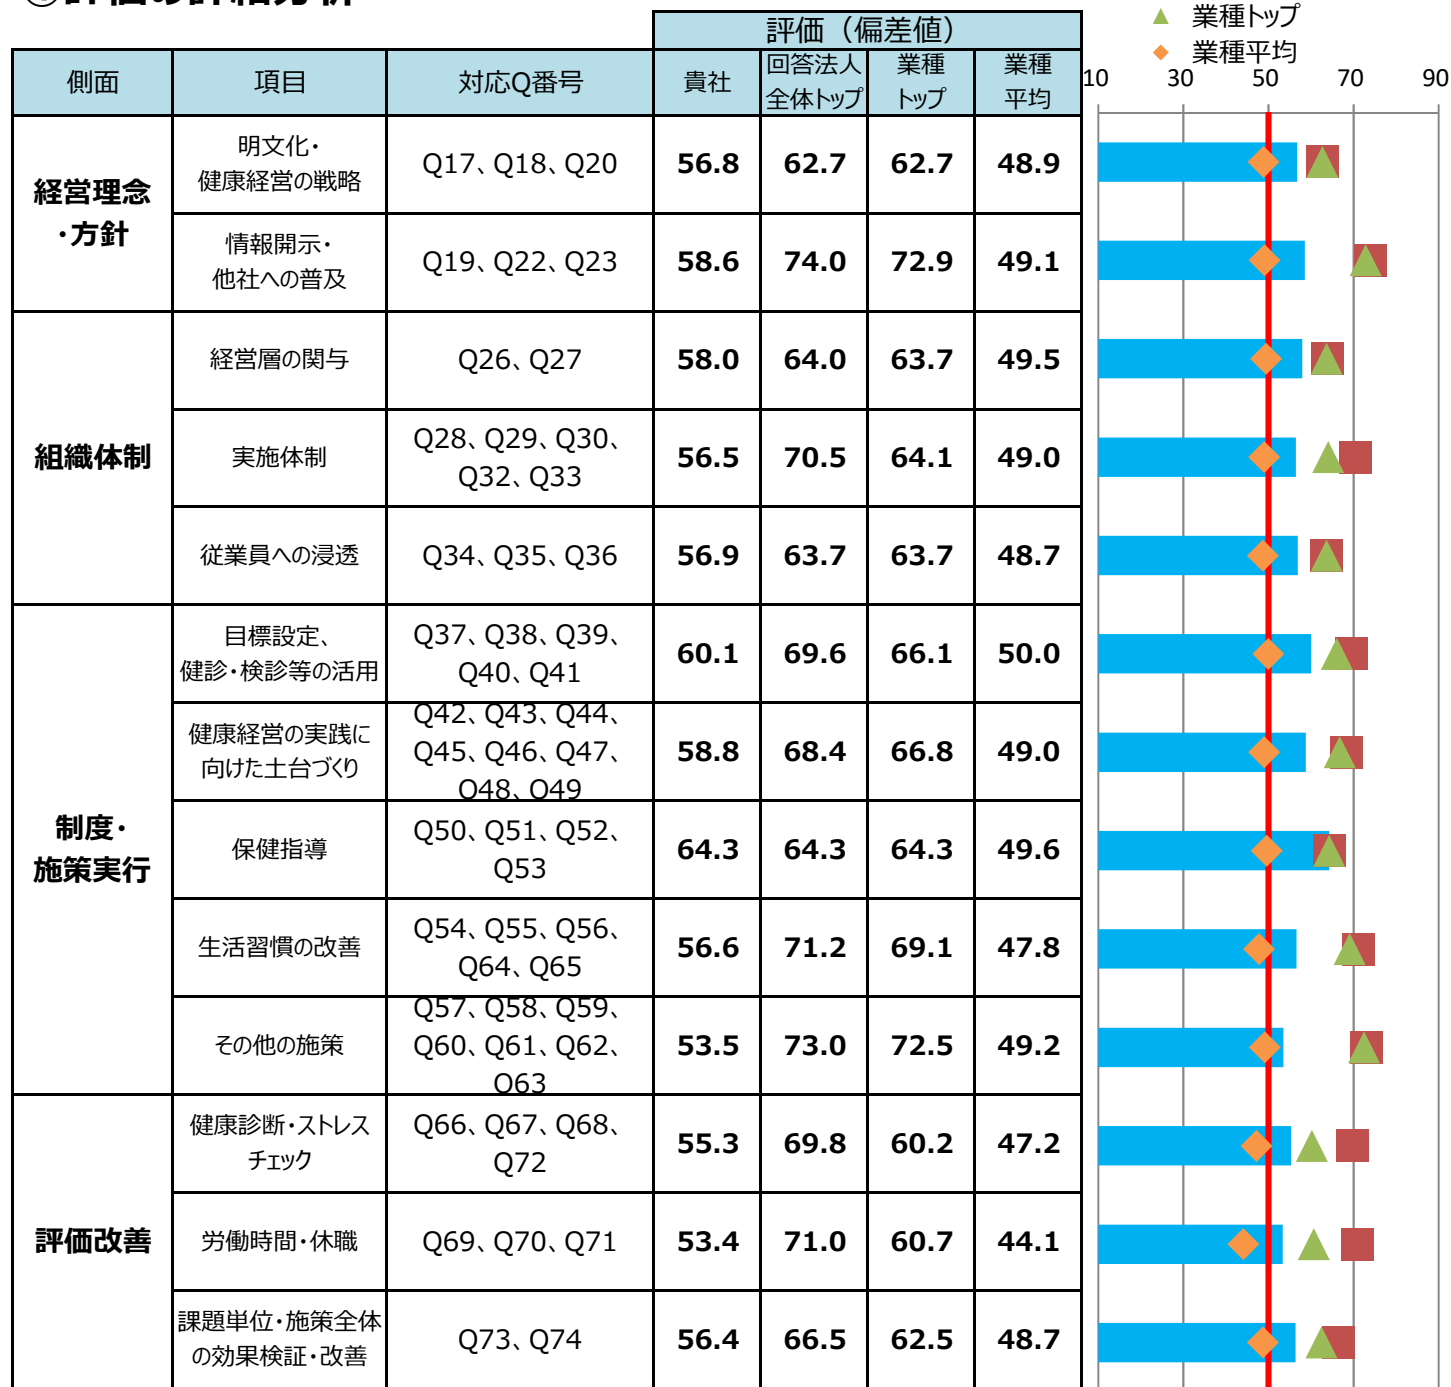 評価（偏差値）
▲ 業種トップ
◆ 業種平均
側面 項目 対応Q番号 貴社 回答法人 業種 業種
全体トップ トップ 平均
10 30 50 70 90
経営理念
・方針
明文化・
健康経営の戦略
Q17、Q18、Q20 56.8 62.7 62.7 48.9
情報開示・
他社への普及
Q19、Q22、Q23 58.6 74.0 72.9 49.1
組織体制
経営層の関与 Q26、Q27 58.0 64.0 63.7 49.5
実施体制
Q28、Q29、Q30、
Q32、Q33
56.5 70.5 64.1 49.0
従業員への浸透 Q34、Q35、Q36 56.9 63.7 63.7 48.7
制度・
施策実行
目標設定、
健診・検診等の活用
Q37、Q38、Q39、
Q40、Q41
60.1 69.6 66.1 50.0
健康経営の実践に
向けた土台づくり
Q42、Q43、Q44、
Q45、Q46、Q47、
Q48、Q49
58.8 68.4 66.8 49.0
保健指導
Q50、Q51、Q52、
Q53
64.3 64.3 64.3 49.6
生活習慣の改善
Q54、Q55、Q56、
Q64、Q65
56.6 71.2 69.1 47.8
その他の施策
Q57、Q58、Q59、
Q60、Q61、Q62、
Q63
53.5 73.0 72.5 49.2
評価改善
健康診断・ストレス
チェック
Q66、Q67、Q68、
Q72
55.3 69.8 60.2 47.2
労働時間・休職 Q69、Q70、Q71 53.4 71.0 60.7 44.1
課題単位・施策全体
の効果検証・改善
Q73、Q74 56.4 66.5 62.5 48.7